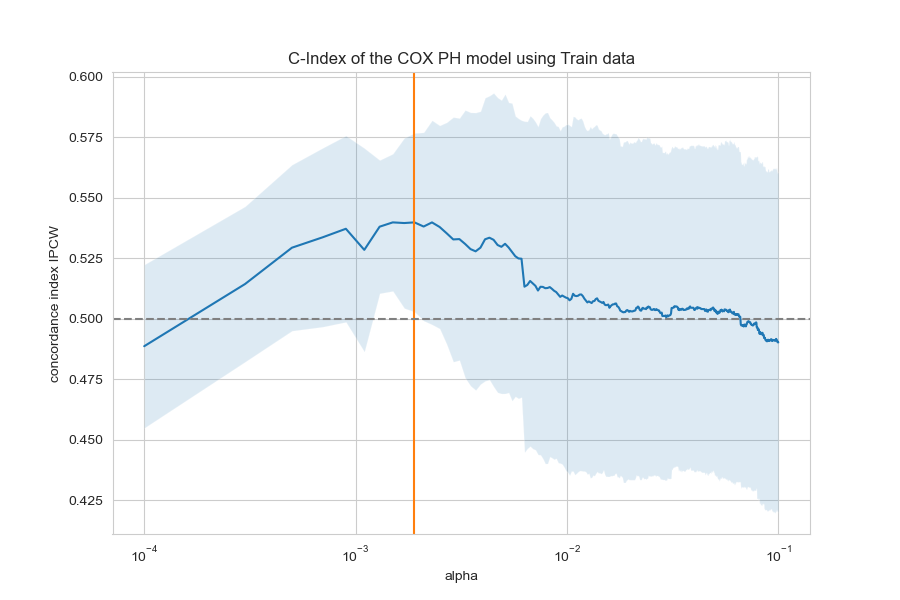 C-Index of the COX PH model using Train data
concordance index IPCW
0.600
0.575
0.550
0.525
0.500
0.475
0.450
0.425
10⁻⁴ 10⁻³ 10⁻² 10⁻¹
alpha